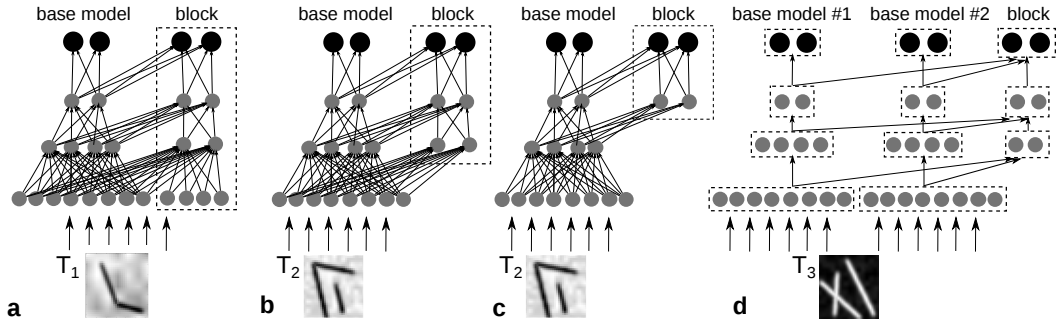 base model block base model block base model block base model #1 base model #2 block
T1 T2 T2 T3
a b c d